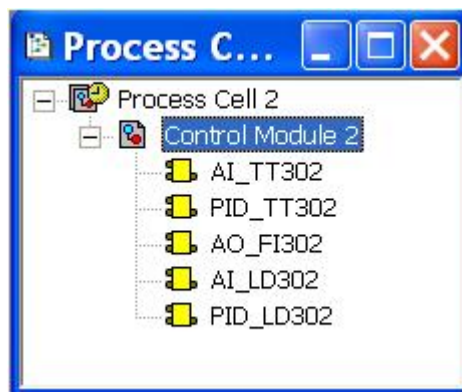 Process C...
Process Cell 2
Control Module 2
AI_TT302
PID_TT302
AO_FI302
AI_LD302
PID_LD302